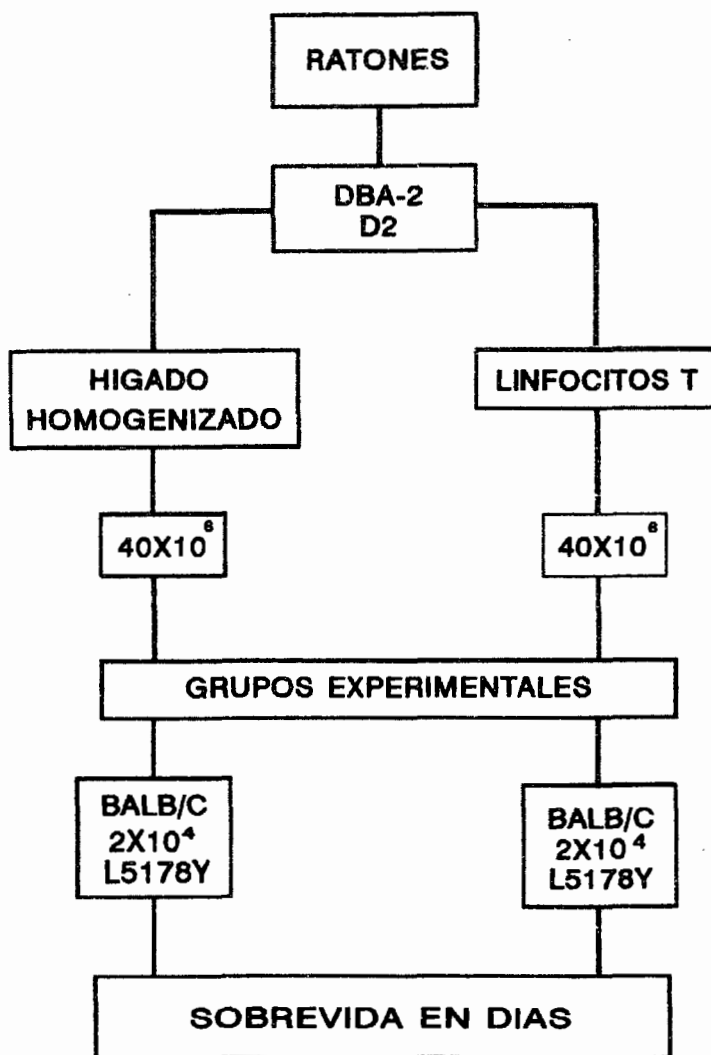 RATONES
DBA-2
D2
HIGADO
HOMOGENIZADO
LINFOCITOS T
40X10⁶
40X10⁶
GRUPOS EXPERIMENTALES
BALB/C
2X10⁴
L5178Y
BALB/C
2X10⁴
L5178Y
SOBREVIDA EN DIAS